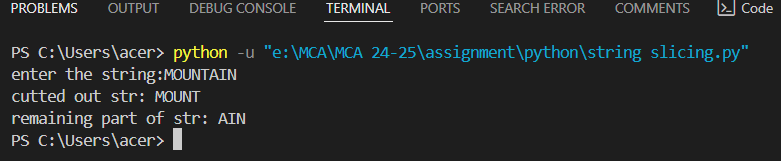 PROBLEMS OUTPUT DEBUG CONSOLE TERMINAL PORTS SEARCH ERROR COMMENTS Code
PS C:\Users\acer> python -u "e:\MCA\MCA 24-25\assignment\python\string slicing.py"
enter the string:MOUNTAIN
cutted out str: MOUNT
remaining part of str: AIN
PS C:\Users\acer>